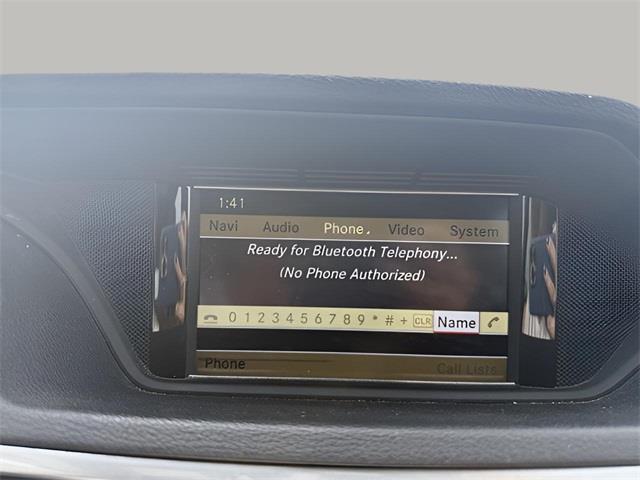 1:41
Navi Audio Phone Video System
Ready for Bluetooth Telephony...
(No Phone Authorized)
0 1 2 3 4 5 6 7 8 9 * # + CLR Name
Phone Call Lists